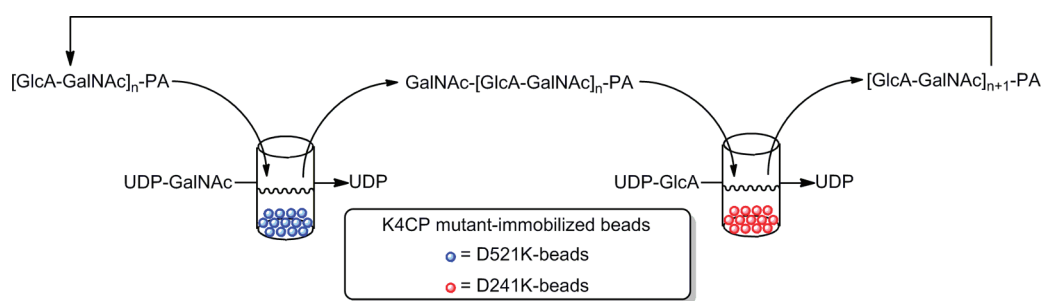 [GlcA-GalNAc]n-PA
GalNAc-[GlcA-GalNAc]n-PA
[GlcA-GalNAc]n+1-PA
UDP-GalNAc
UDP
UDP-GlcA
UDP
K4CP mutant-immobilized beads
= D521K-beads
= D241K-beads